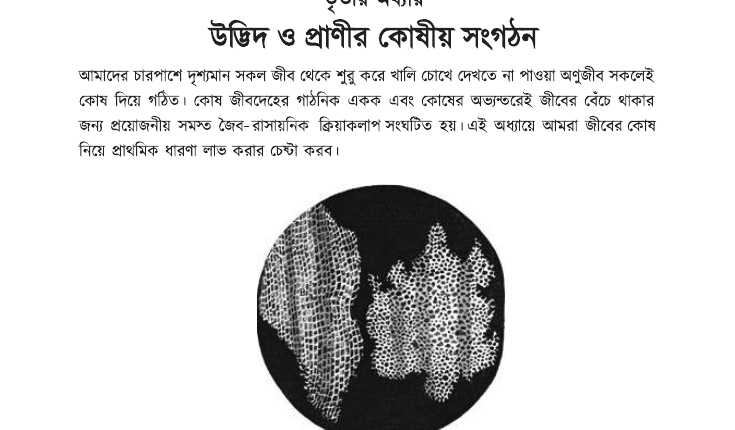 উদ্ভিদ ও প্রাণীর কোষীয় সংগঠন
আমাদের চারপাশে দৃশ্যমান সকল জীব থেকে শুরু করে খালি চোখে দেখতে না পাওয়া অণুজীব সকলেই
কোষ দিয়ে গঠিত। কোষ জীবদেহের গাঠনিক একক এবং কোষের অভ্যন্তরেই জীবের বেঁচে থাকার
জন্য প্রয়োজনীয় সমস্ত জৈব-রাসায়নিক ক্রিয়াকলাপ সংঘটিত হয়। এই অধ্যায়ে আমরা জীবের কোষ
নিয়ে প্রাথমিক ধারণা লাভ করার চেষ্টা করব।